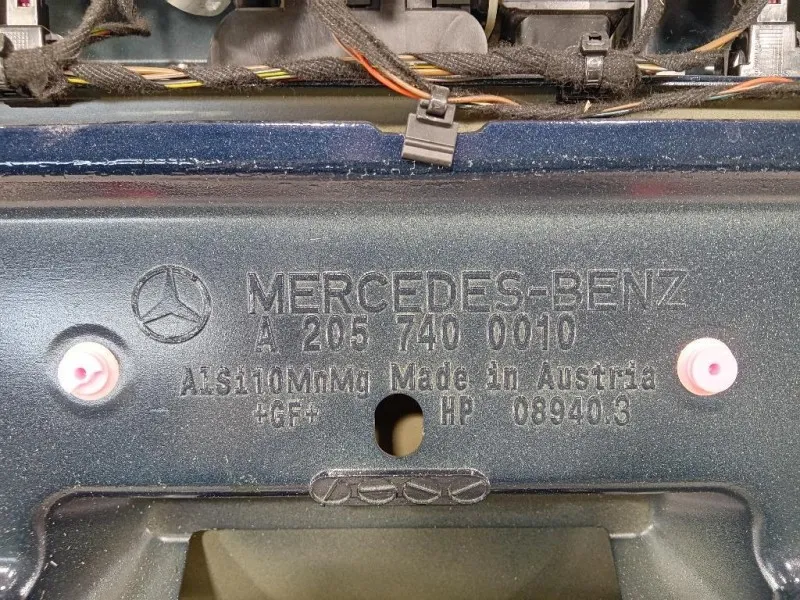 MERCEDES-BENZ
A 205 740 0010
AlSi10MnMg Made in Austria
+GF+ HP 08940.3